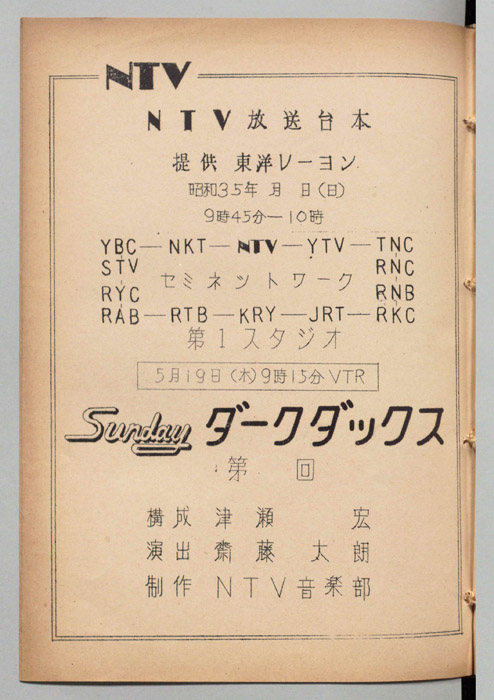 NTV
NTV放送台本
提供 東洋レーヨン
昭和35年 月 日(日)
9時45分—10時
YBC—NKT—NTV—YTV—TNC
STV RNC
セミネットワーク
RYC RNB
RAB—RTB—KRY—JRT—RKC
第1スタジオ
5月19日(木)9時15分VTR
Sunday ダークダックス
第 回
構成 津瀬 宏
演出 齋藤太朗
制作 NTV音楽部